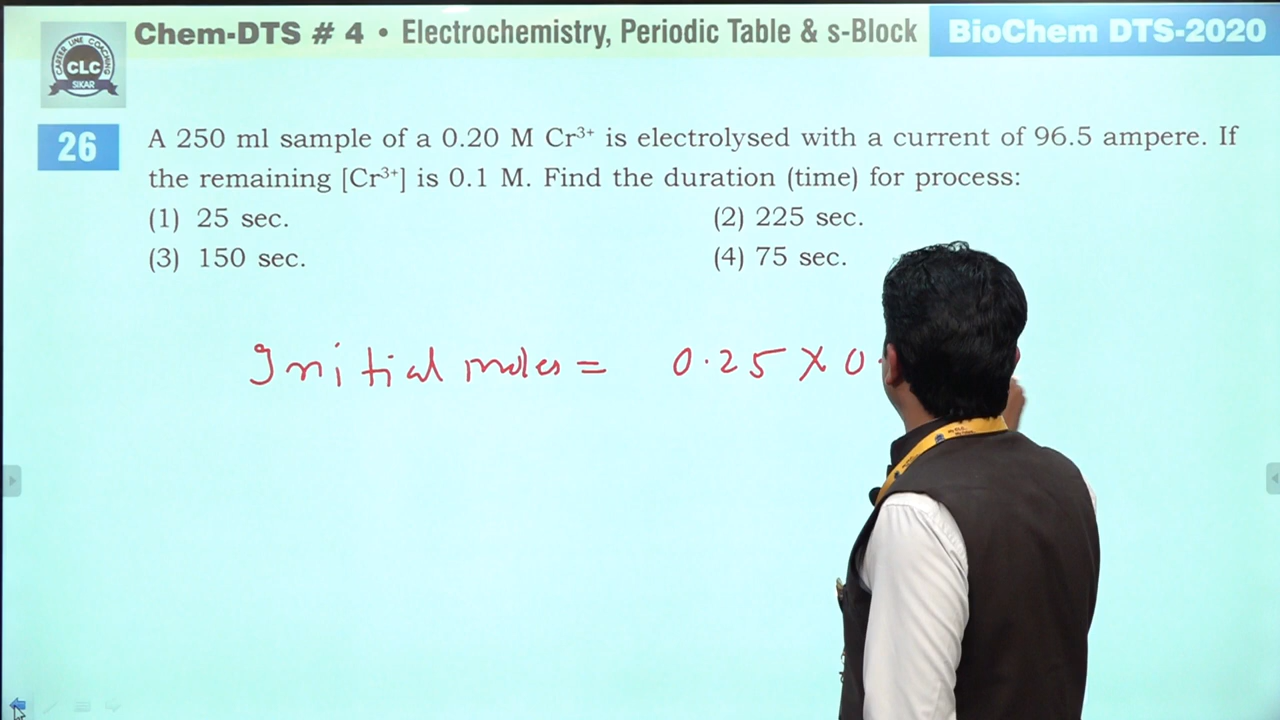 Chem-DTS # 4 • Electrochemistry, Periodic Table & s-Block
BioChem DTS-2020
CAREER LINE COACHING
CLC
SIKAR
26
A 250 ml sample of a 0.20 M Cr³⁺ is electrolysed with a current of 96.5 ampere. If
the remaining [Cr³⁺] is 0.1 M. Find the duration (time) for process:
(1) 25 sec.
(2) 225 sec.
(3) 150 sec.
(4) 75 sec.
Initial moles = 0.25 × 0.